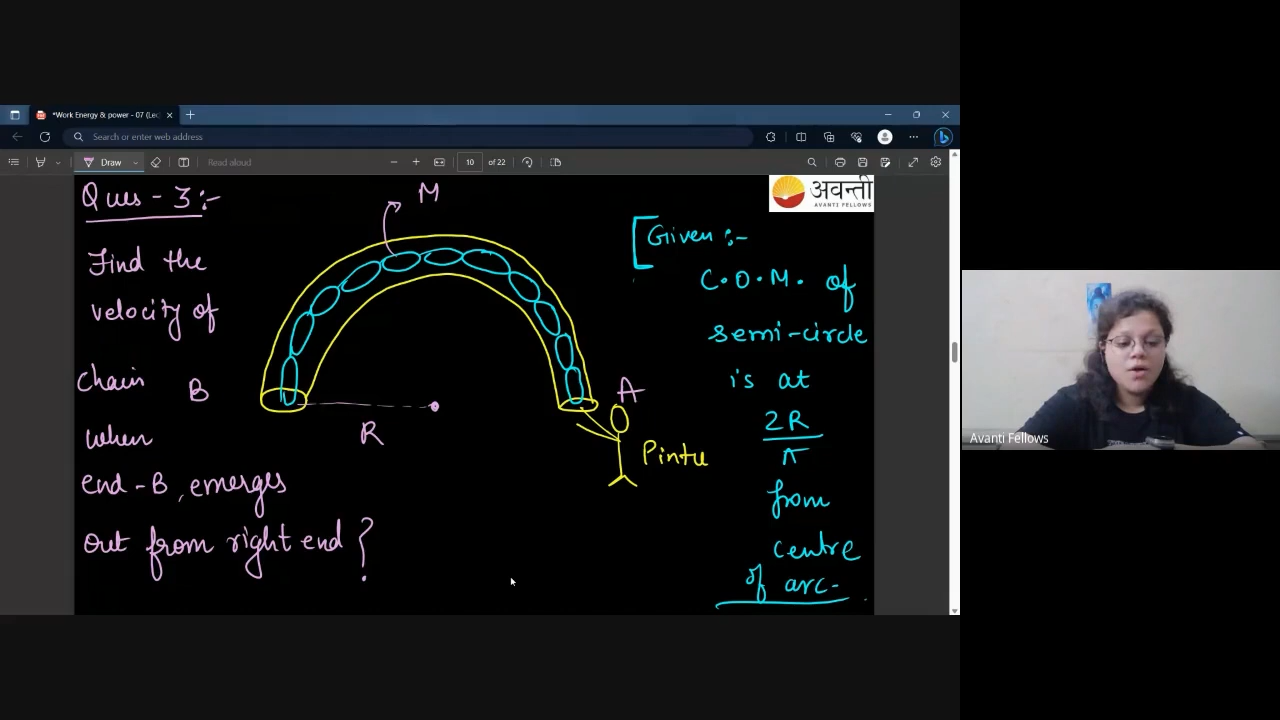 *Work Energy & power - 07 (Lec
Search or enter web address
Draw
Read aloud
10 of 22
Ques - 3 :-
M
अवन्ती
AVANTI FELLOWS
[Given :-
Find the
C.O.M. of
velocity of
semi-circle
Chain
B
is at
A
2R
π
when
R
Pintu
end-B, emerges
from
out from right end ?
centre
of arc-
Avanti Fellows